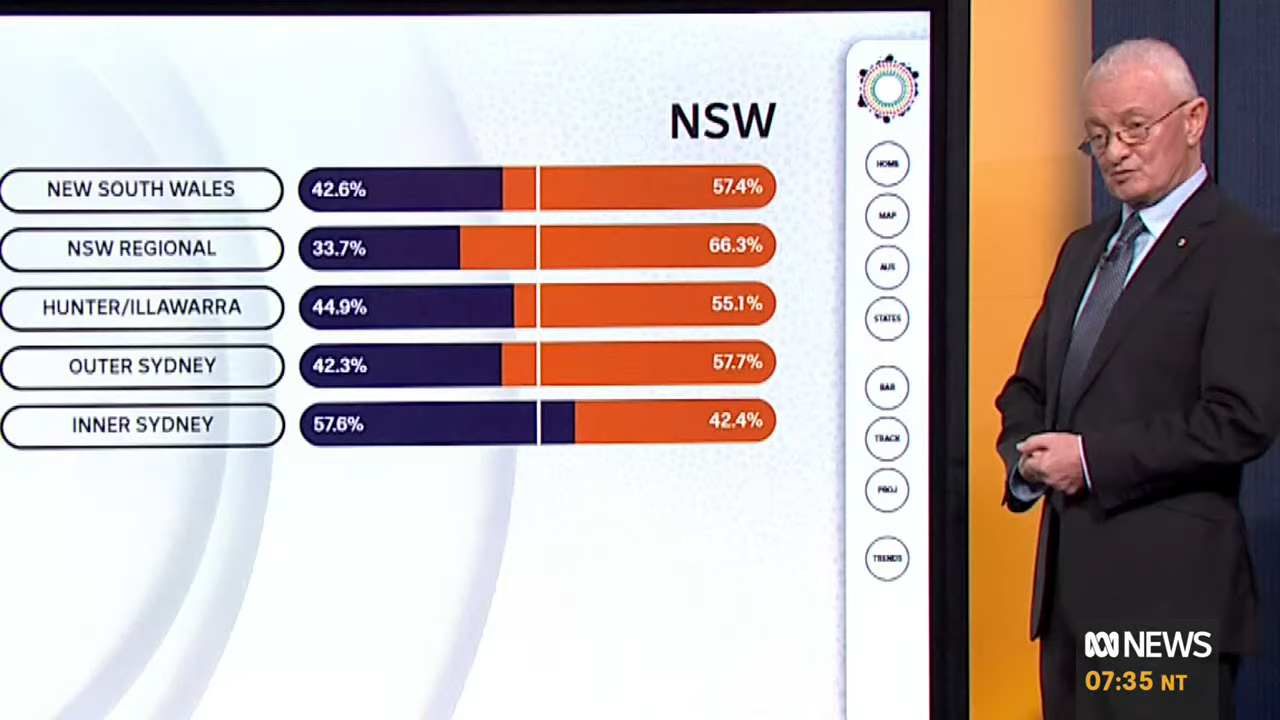 NSW
NEW SOUTH WALES 42.6% 57.4%
NSW REGIONAL 33.7% 66.3%
HUNTER/ILLAWARRA 44.9% 55.1%
OUTER SYDNEY 42.3% 57.7%
INNER SYDNEY 57.6% 42.4%
HOME
MAP
AUS
STATES
BAR
TRACK
PROJ
TRENDS
NEWS
07:35 NT